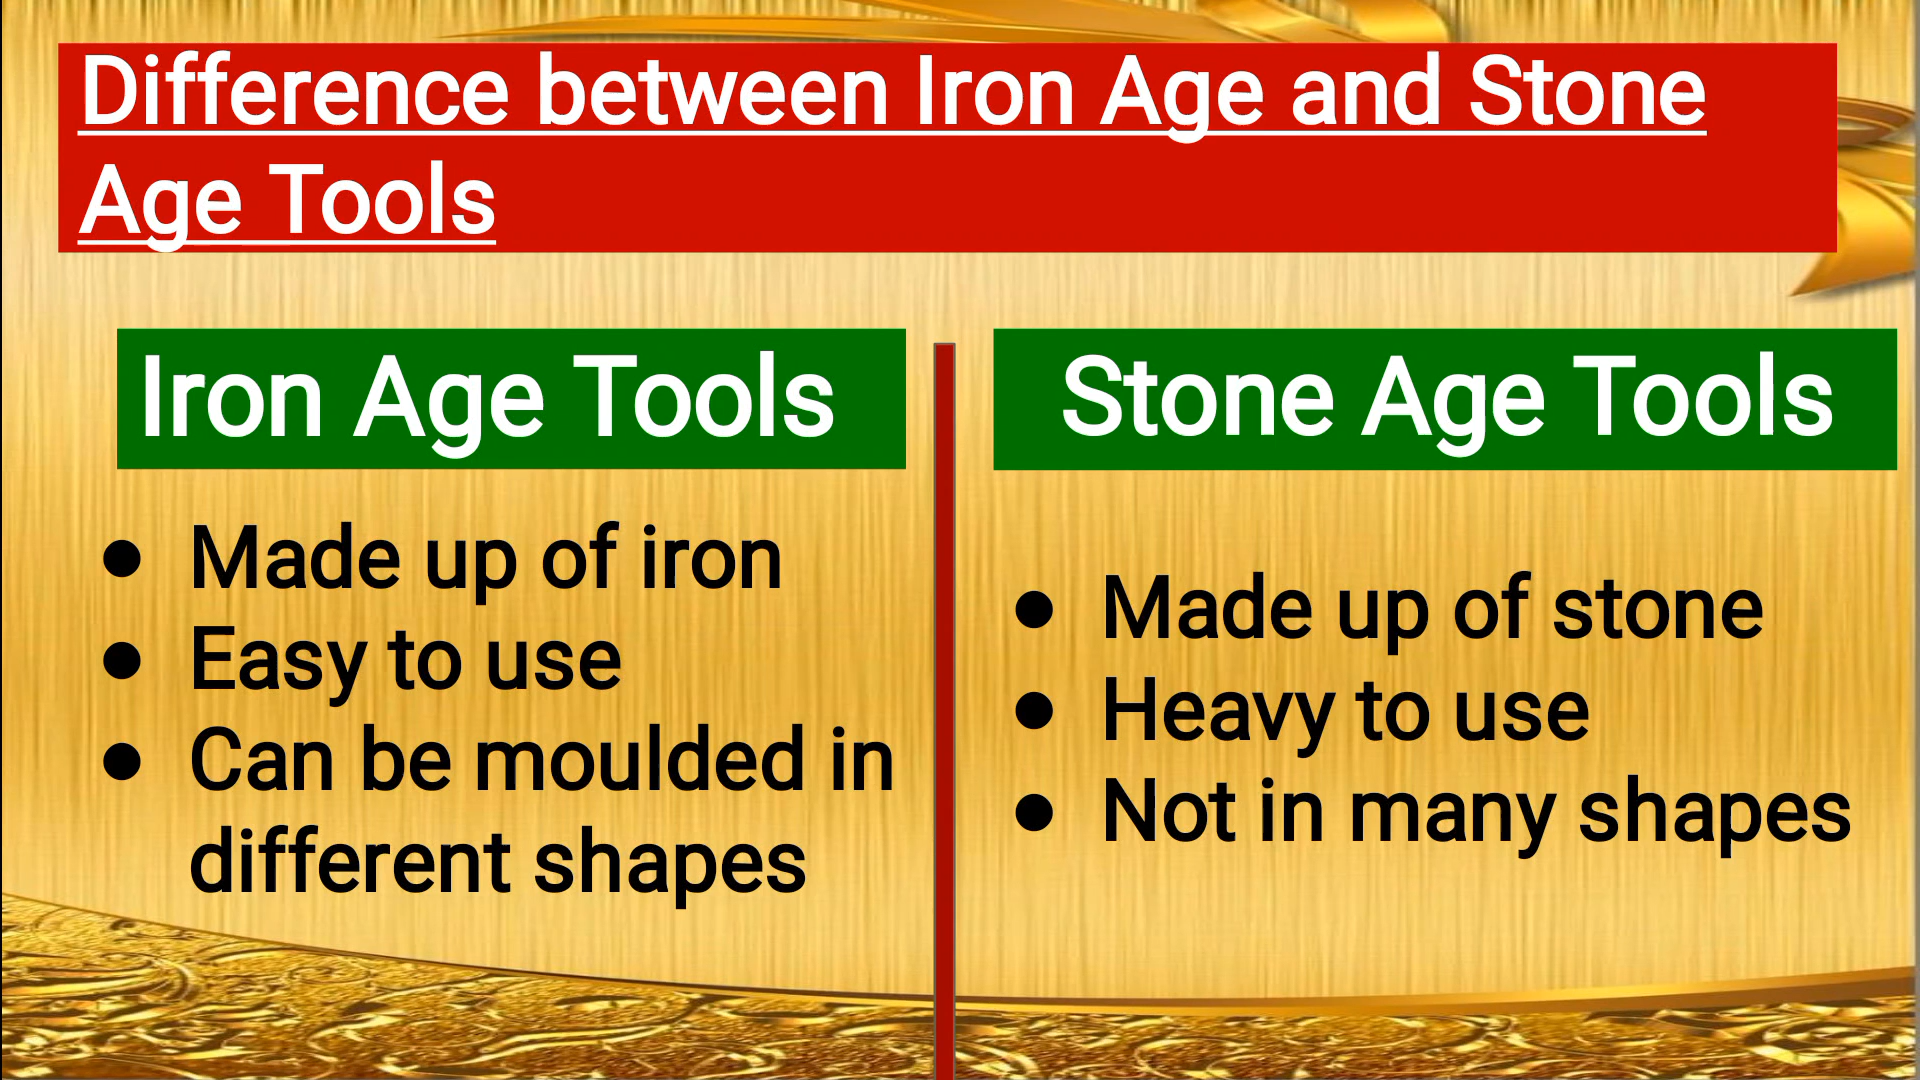 Difference between Iron Age and Stone
Age Tools
Iron Age Tools
● Made up of iron
● Easy to use
● Can be moulded in
different shapes
Stone Age Tools
● Made up of stone
● Heavy to use
● Not in many shapes